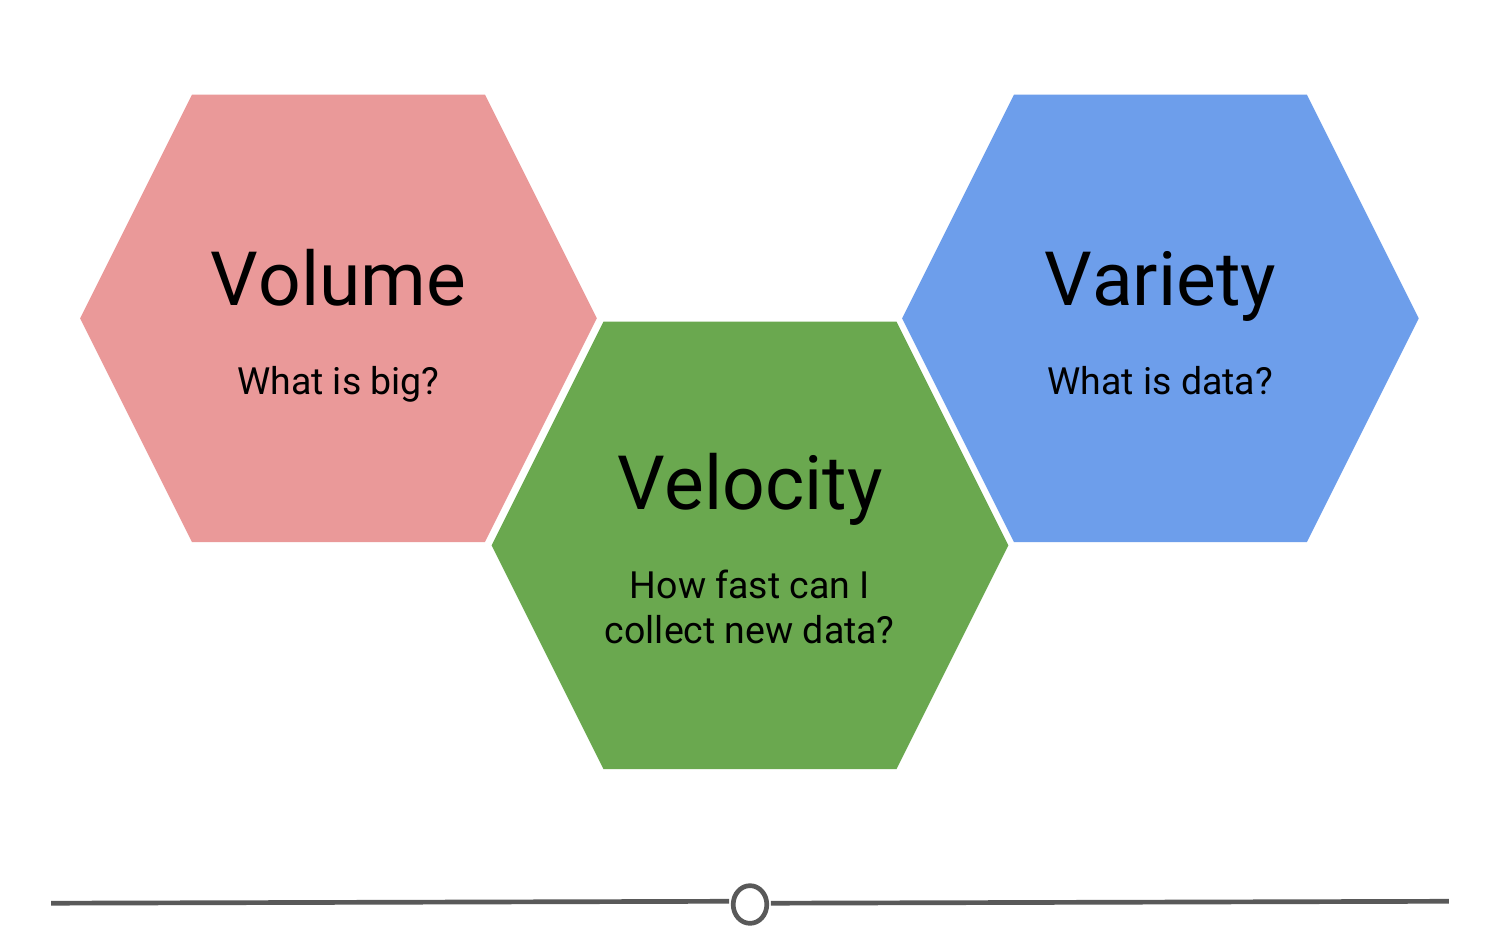 Volume
What is big?
Velocity
How fast can I
collect new data?
Variety
What is data?